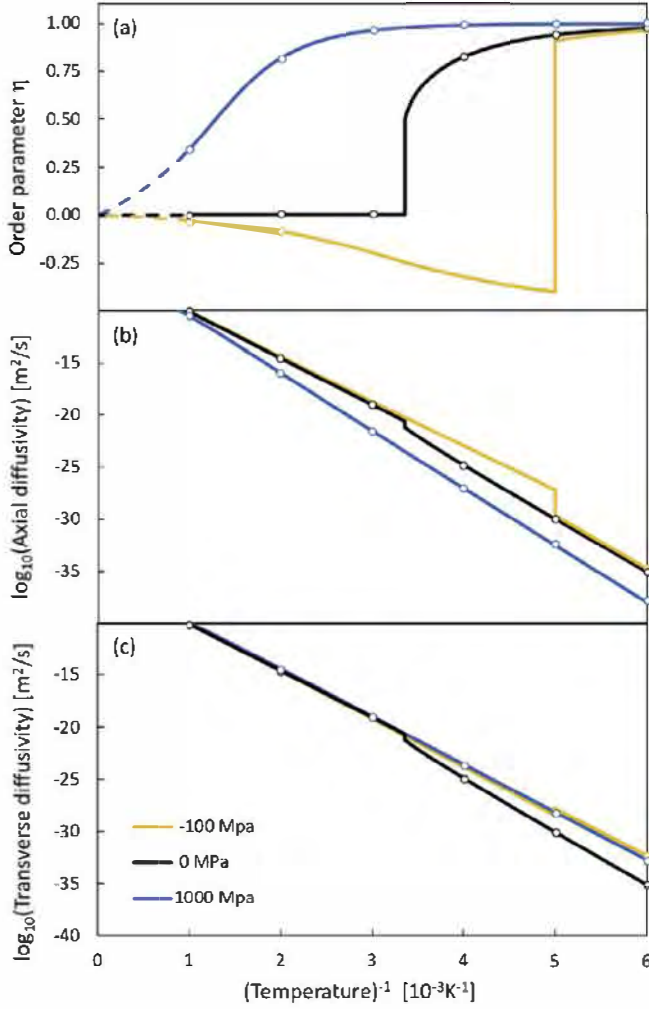 (a)
Order parameter η
1.00
0.75
0.50
0.25
0.00
-0.25
(b)
log₁₀(Axial diffusivity) [m²/s]
-15
-20
-25
-30
-35
(c)
log₁₀(Transverse diffusivity) [m²/s]
-15
-20
-25
-30
-35
-40
-100 Mpa
0 MPa
1000 Mpa
0 1 2 3 4 5 6
(Temperature)⁻¹ [10⁻³K⁻¹]